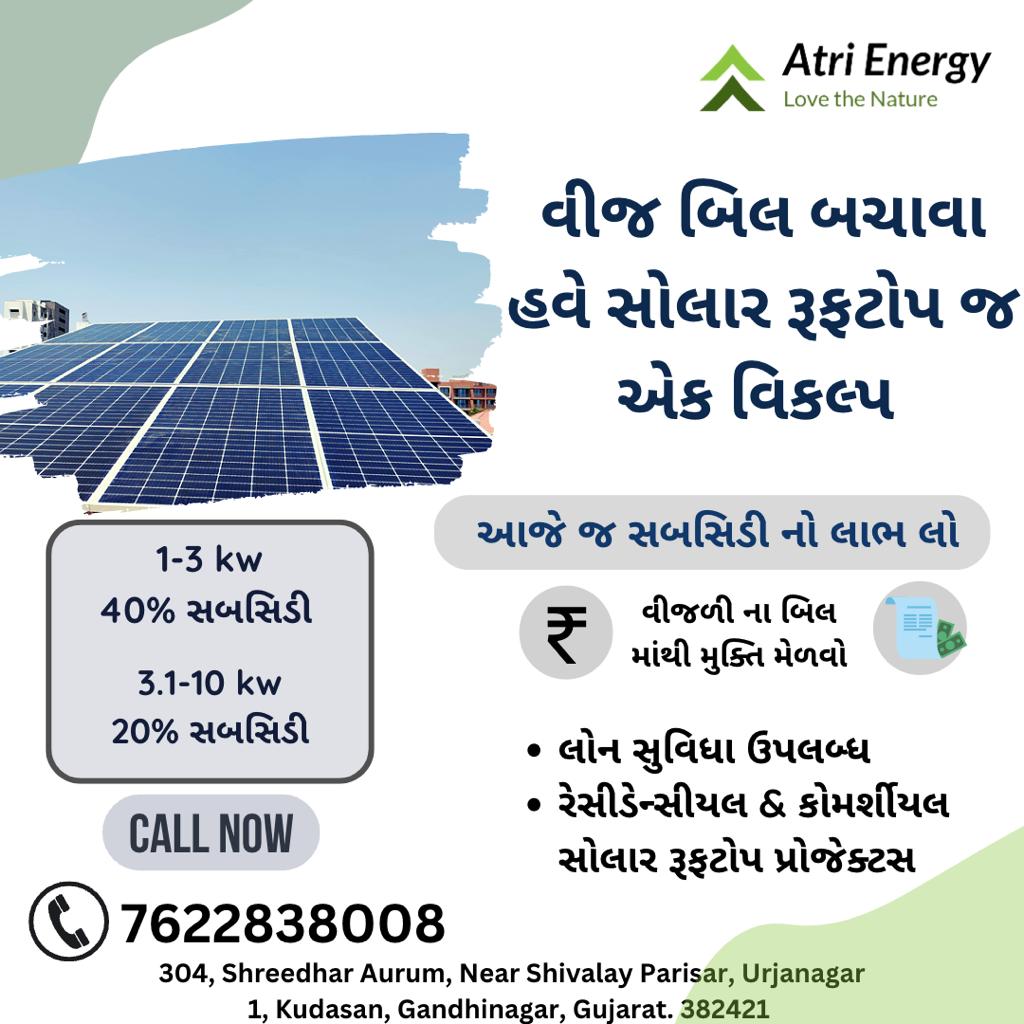 Atri Energy
Love the Nature
વીજ બિલ બચાવા
હવે સોલાર રૂફટોપ જ
એક વિકલ્પ
આજે જ સબસિડી નો લાભ લો
1-3 kw
40% સબસિડી
3.1-10 kw
20% સબસિડી
₹
વીજળી ના બિલ
માંથી મુક્તિ મેળવો
• લોન સુવિધા ઉપલબ્ધ
• રેસીડેન્સીયલ & કોમર્શીયલ
સોલાર રૂફટોપ પ્રોજેક્ટસ
CALL NOW
7622838008
304, Shreedhar Aurum, Near Shivalay Parisar, Urjanagar
1, Kudasan, Gandhinagar, Gujarat. 382421